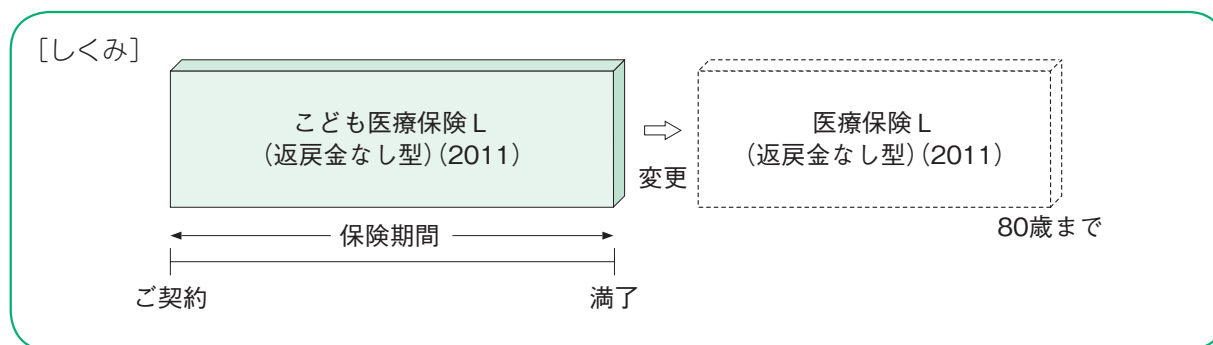 ［しくみ］
こども医療保険Ｌ
（返戻金なし型）（2011）
変更
医療保険Ｌ
（返戻金なし型）（2011）
80歳まで
保険期間
ご契約
満了